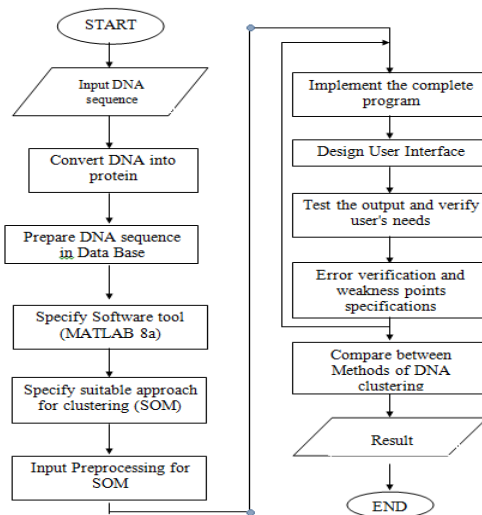 START
Input DNA
sequence
Convert DNA into
protein
Prepare DNA sequence
in Data Base
Specify Software tool
(MATLAB 8a)
Specify suitable approach
for clustering (SOM)
Input Preprocessing for
SOM
Implement the complete
program
Design User Interface
Test the output and verify
user's needs
Error verification and
weakness points
specifications
Compare between
Methods of DNA
clustering
Result
END